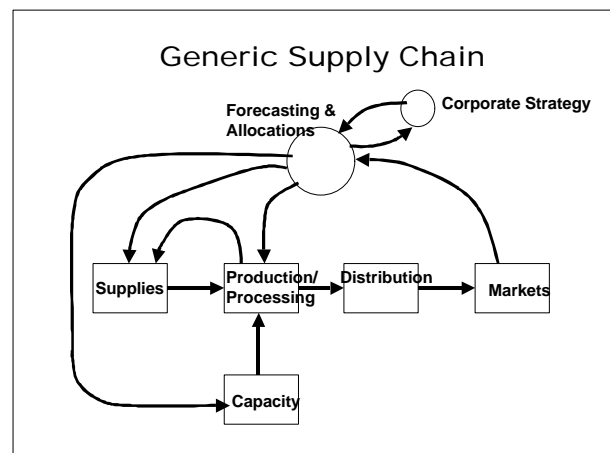 Generic Supply Chain
Forecasting &
Allocations
Corporate Strategy
Supplies
Production/
Processing
Distribution
Markets
Capacity